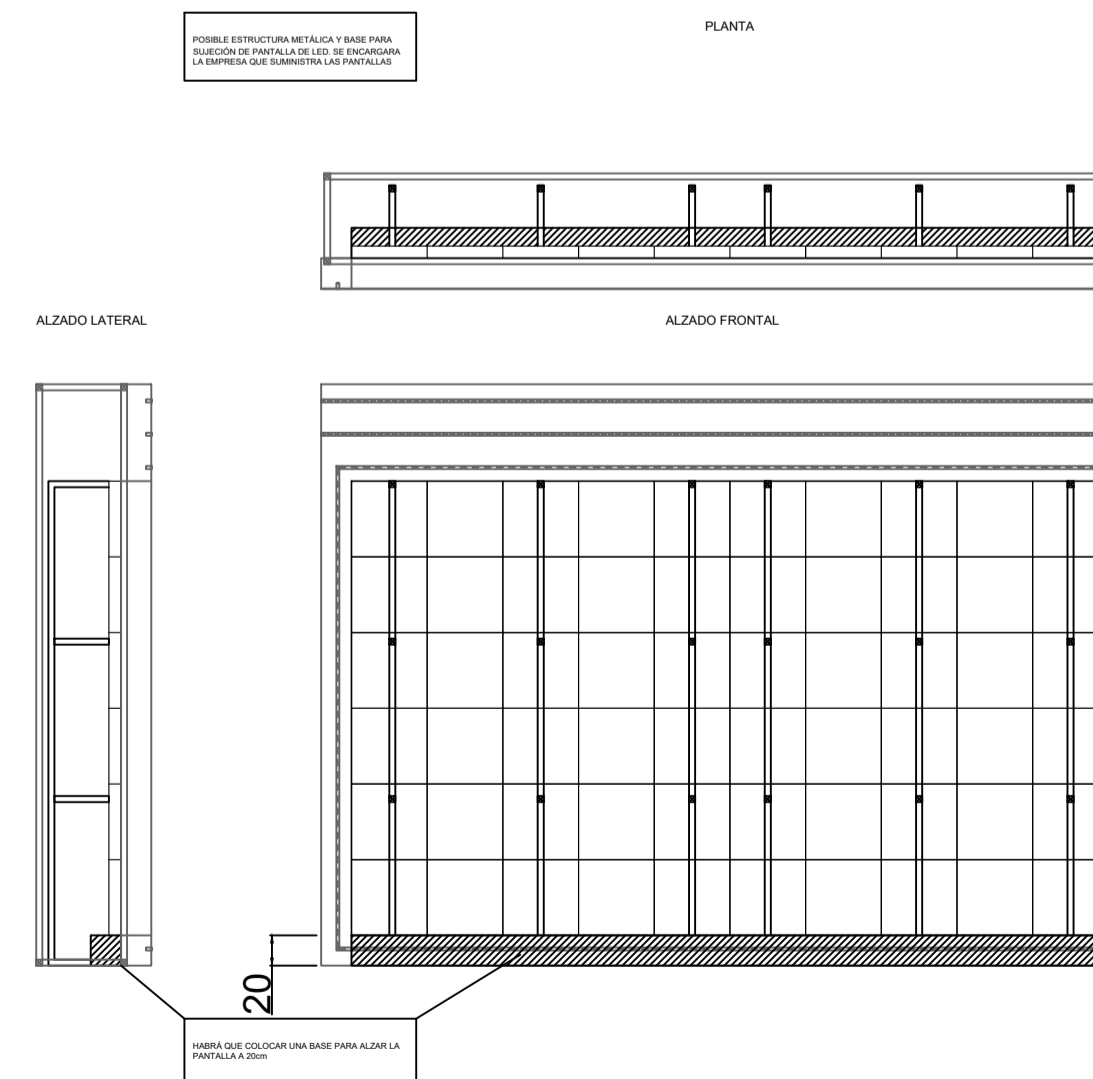 PLANTA
POSIBLE ESTRUCTURA METÁLICA Y BASE PARA
SUJECIÓN DE PANTALLA DE LED. SE ENCARGARA
LA EMPRESA QUE SUMINISTRA LAS PANTALLAS
ALZADO LATERAL
ALZADO FRONTAL
20
HABRÁ QUE COLOCAR UNA BASE PARA ALZAR LA
PANTALLA A 20cm